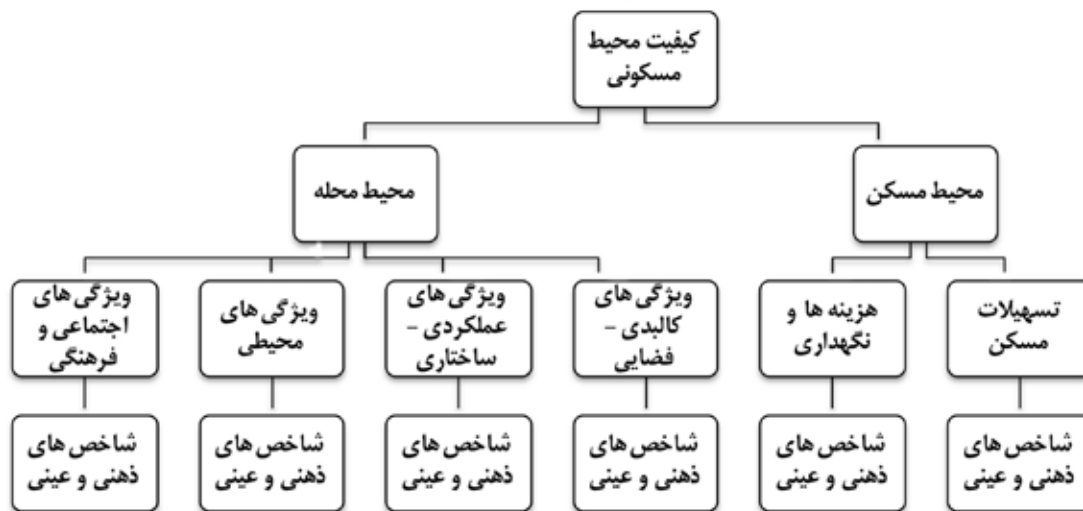 کیفیت محیط
مسکونی
محیط مسکن
محیط محله
تسهیلات
مسکن
هزینه ها و
نگهداری
ویژگی های
کالبدی -
فضایی
ویژگی های
عملکردی -
ساختاری
ویژگی های
محیطی
ویژگی های
اجتماعی و
فرهنگی
شاخص های
ذهنی و عینی
شاخص های
ذهنی و عینی
شاخص های
ذهنی و عینی
شاخص های
ذهنی و عینی
شاخص های
ذهنی و عینی
شاخص های
ذهنی و عینی